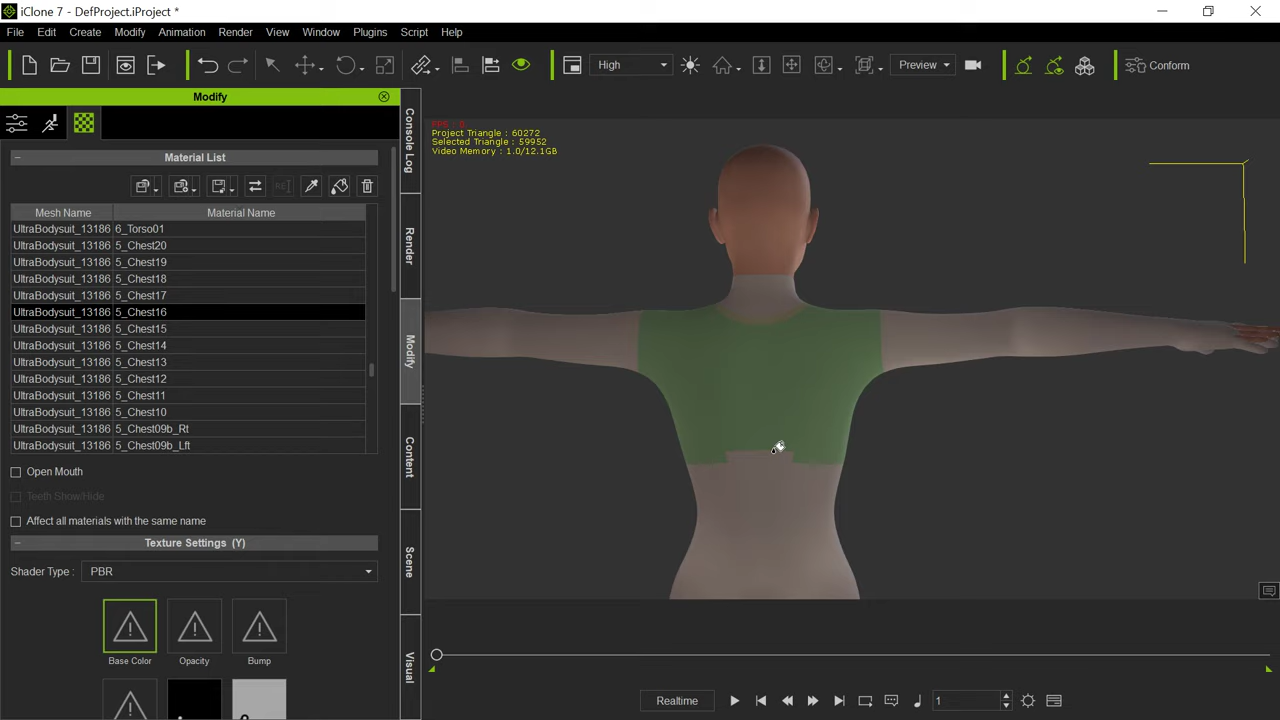 iClone 7 - DefProject.iProject *
File Edit Create Modify Animation Render View Window Plugins Script Help
High
Preview
Conform
Modify
Material List
Mesh Name Material Name
UltraBodysuit_13186 6_Torso01
UltraBodysuit_13186 5_Chest20
UltraBodysuit_13186 5_Chest19
UltraBodysuit_13186 5_Chest18
UltraBodysuit_13186 5_Chest17
UltraBodysuit_13186 5_Chest16
UltraBodysuit_13186 5_Chest15
UltraBodysuit_13186 5_Chest14
UltraBodysuit_13186 5_Chest13
UltraBodysuit_13186 5_Chest12
UltraBodysuit_13186 5_Chest11
UltraBodysuit_13186 5_Chest10
UltraBodysuit_13186 5_Chest09b_Rt
UltraBodysuit_13186 5_Chest09b_Lft
Open Mouth
Teeth Show/Hide
Affect all materials with the same name
Texture Settings (Y)
Shader Type : PBR
Base Color Opacity Bump
Console Log
Render
Modify
Content
Scene
Visual
FPS : 0
Project Triangle : 60272
Selected Triangle : 59952
Video Memory : 1.0/12.1GB
Realtime
1